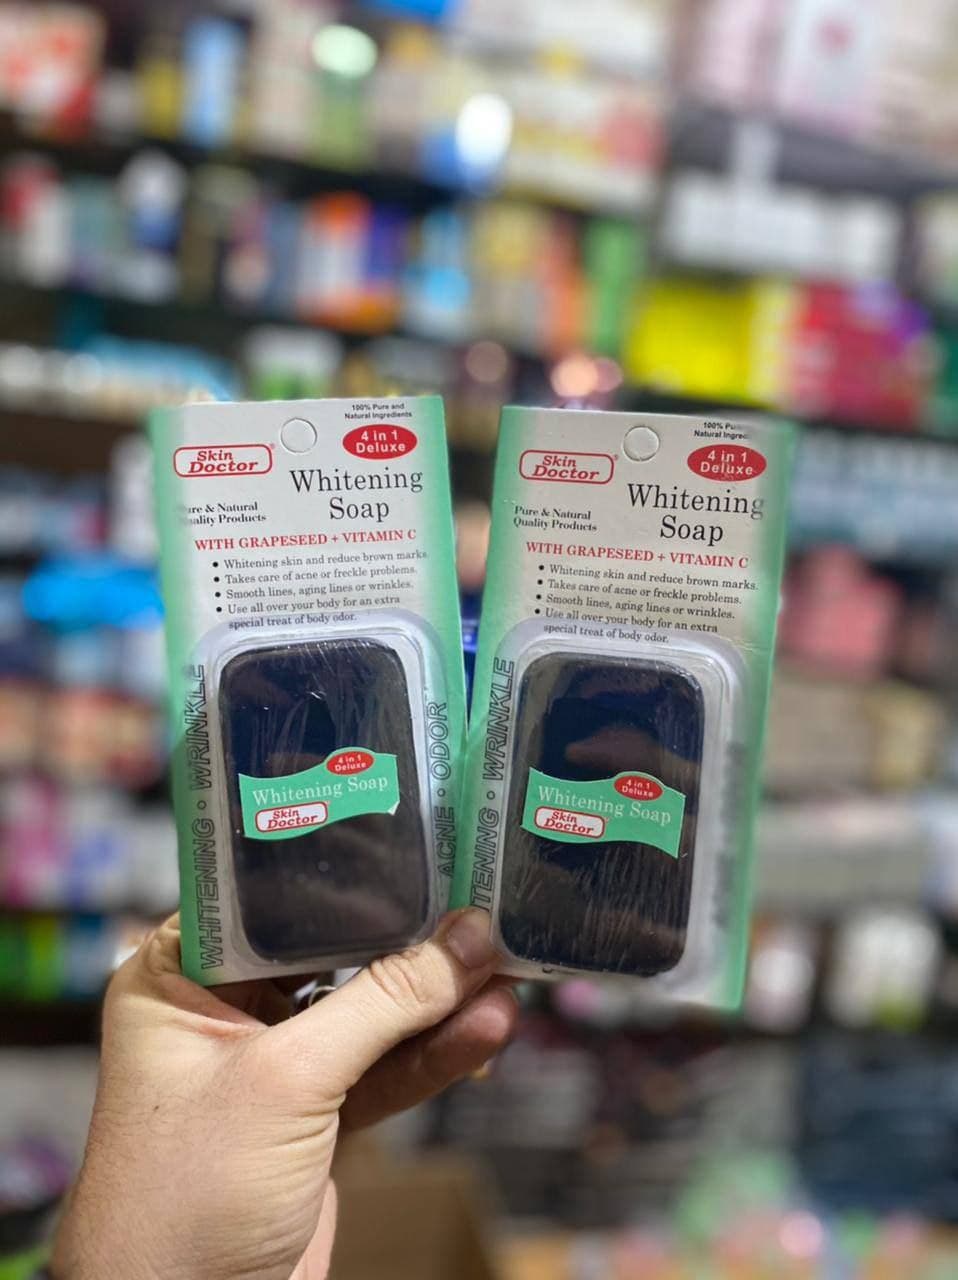 100% Pure and
Natural Ingredients
4 in 1
Deluxe
Skin
Doctor
Whitening
Soap
ure & Natural
uality Products
WITH GRAPESEED + VITAMIN C
• Whitening skin and reduce brown marks.
• Takes care of acne or freckle problems.
• Smooth lines, aging lines or wrinkles.
• Use all over your body for an extra
special treat of body odor.
WHITENING • WRINKLE
ACNE • ODOR
4 in 1
Deluxe
Whitening Soap
Skin
Doctor
100% Pu
Natural Ingre
4 in 1
Deluxe
Skin
Doctor
Whitening
Soap
Pure & Natural
Quality Products
WITH GRAPESEED + VITAMIN C
• Whitening skin and reduce brown marks.
• Takes care of acne or freckle problems.
• Smooth lines, aging lines or wrinkles.
• Use all over your body for an extra
special treat of body odor.
TENING • WRINKLE
4 in 1
Deluxe
Whitening Soap
Skin
Doctor